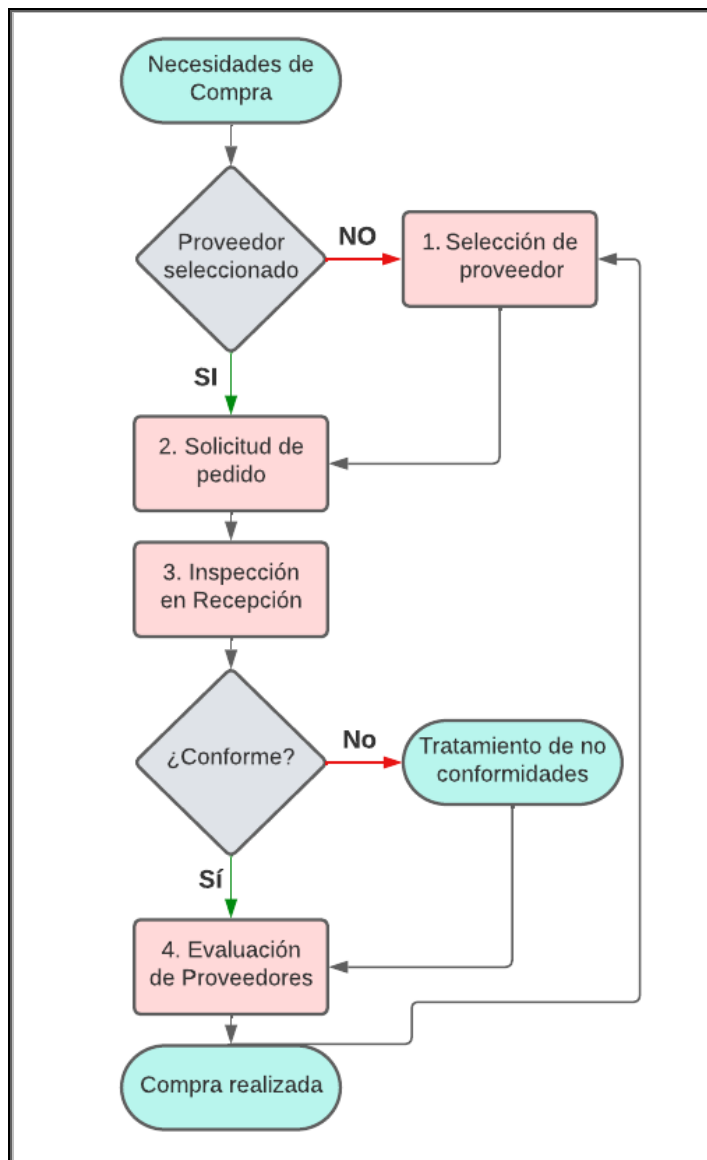 Necesidades de
Compra
Proveedor
seleccionado
NO
1. Selección de
proveedor
SI
2. Solicitud de
pedido
3. Inspección
en Recepción
¿Conforme?
No
Tratamiento de no
conformidades
Sí
4. Evaluación
de Proveedores
Compra realizada